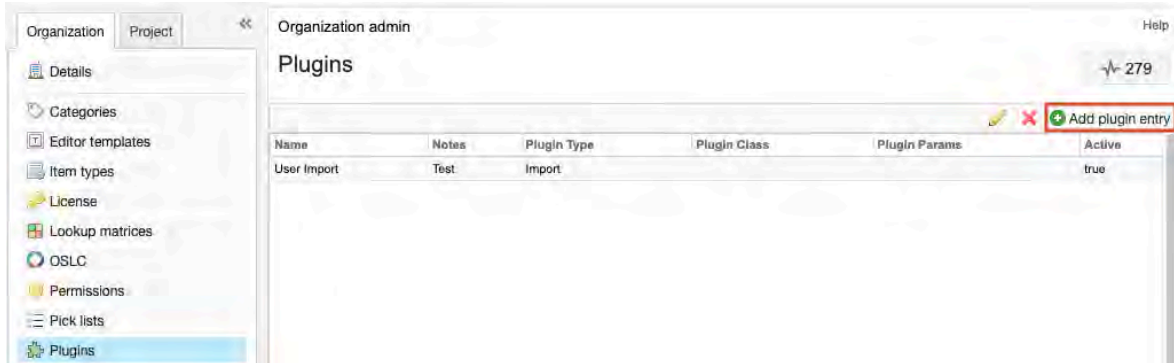 Organization Project
Organization admin Help
Plugins 279
Details
Categories
Editor templates
Item types
License
Lookup matrices
OSLC
Permissions
Pick lists
Plugins
Add plugin entry
Name Notes Plugin Type Plugin Class Plugin Params Active
User Import Test Import true